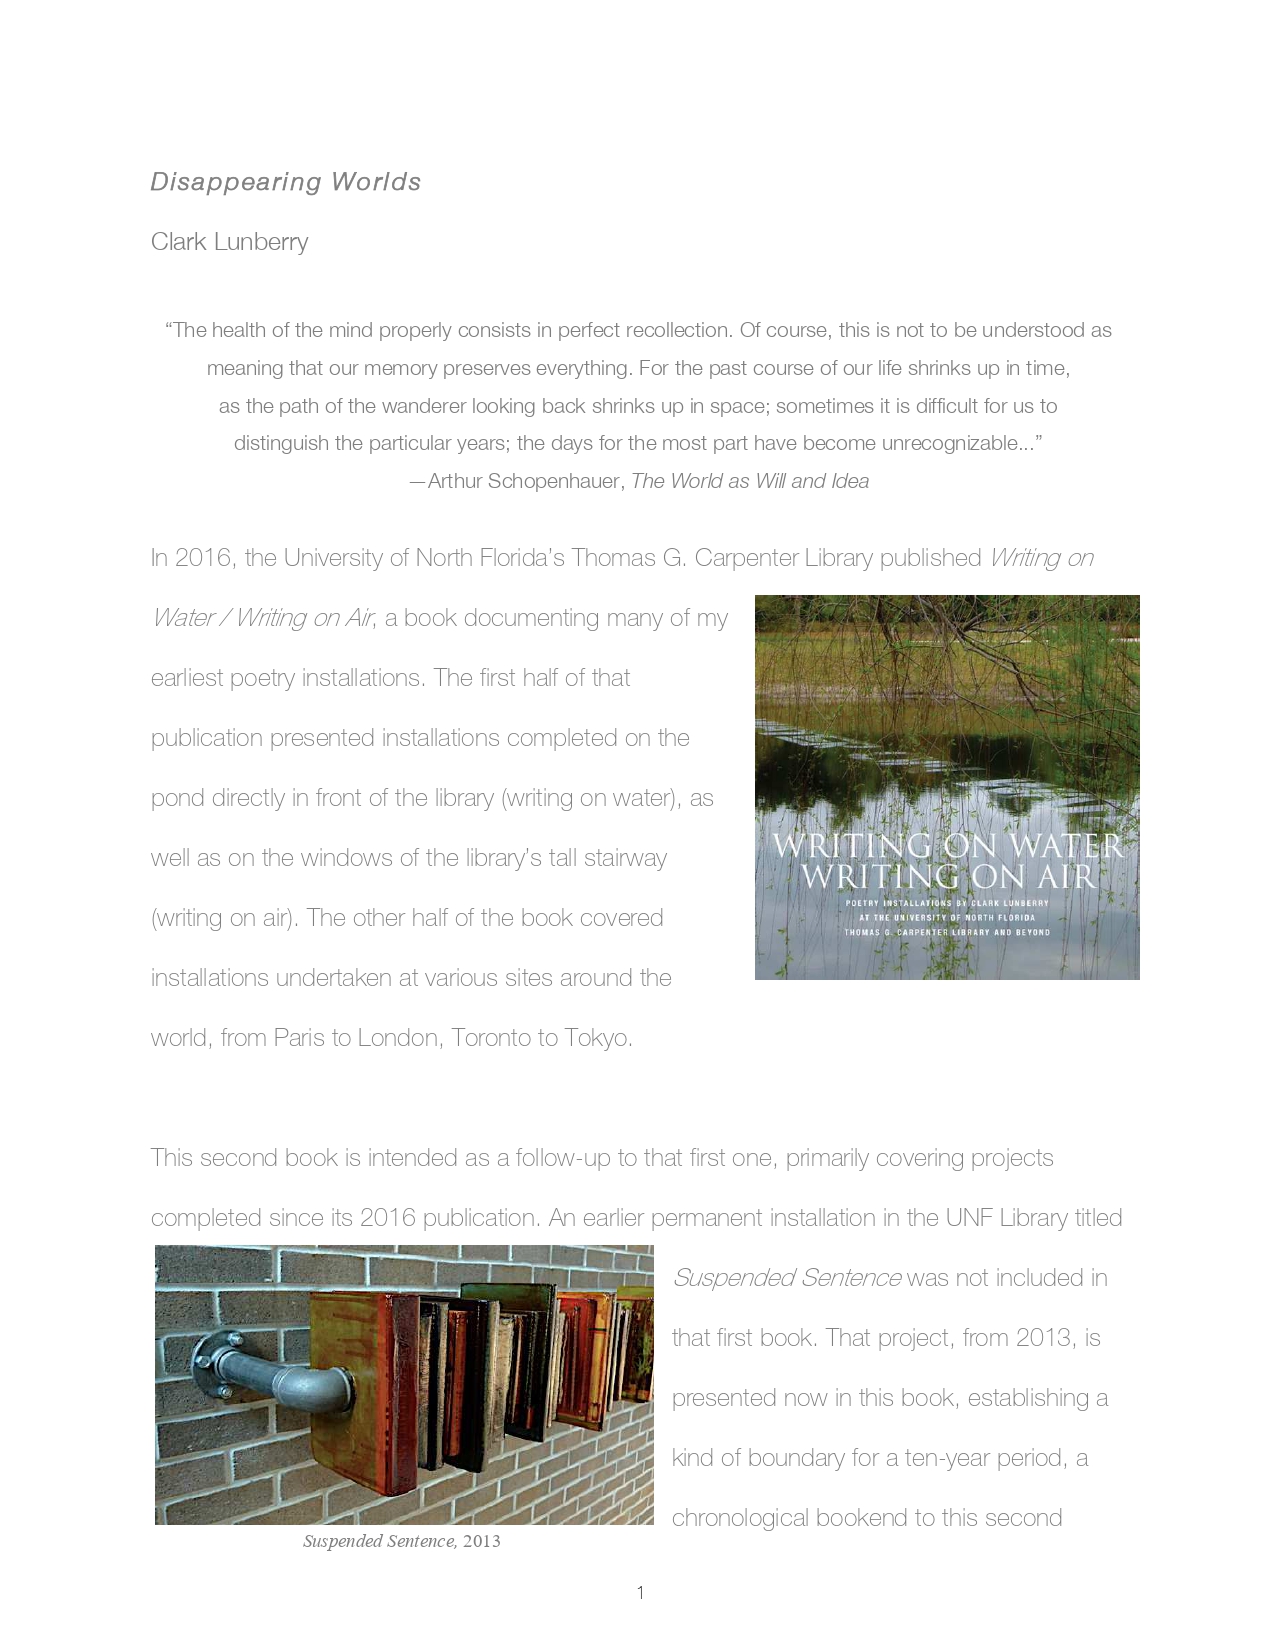 Disappearing Worlds
Clark Lunberry
“The health of the mind properly consists in perfect recollection. Of course, this is not to be understood as
meaning that our memory preserves everything. For the past course of our life shrinks up in time,
as the path of the wanderer looking back shrinks up in space; sometimes it is difficult for us to
distinguish the particular years; the days for the most part have become unrecognizable...”
—Arthur Schopenhauer, The World as Will and Idea
In 2016, the University of North Florida’s Thomas G. Carpenter Library published Writing on
Water / Writing on Air, a book documenting many of my
earliest poetry installations. The first half of that
publication presented installations completed on the
pond directly in front of the library (writing on water), as
well as on the windows of the library’s tall stairway
(writing on air). The other half of the book covered
installations undertaken at various sites around the
world, from Paris to London, Toronto to Tokyo.
WRITING ON WATER
WRITING ON AIR
POETRY INSTALLATIONS BY CLARK LUNBERRY
AT THE UNIVERSITY OF NORTH FLORIDA
THOMAS G. CARPENTER LIBRARY AND BEYOND
This second book is intended as a follow-up to that first one, primarily covering projects
completed since its 2016 publication. An earlier permanent installation in the UNF Library titled
Suspended Sentence was not included in
that first book. That project, from 2013, is
presented now in this book, establishing a
kind of boundary for a ten-year period, a
chronological bookend to this second
Suspended Sentence, 2013
1